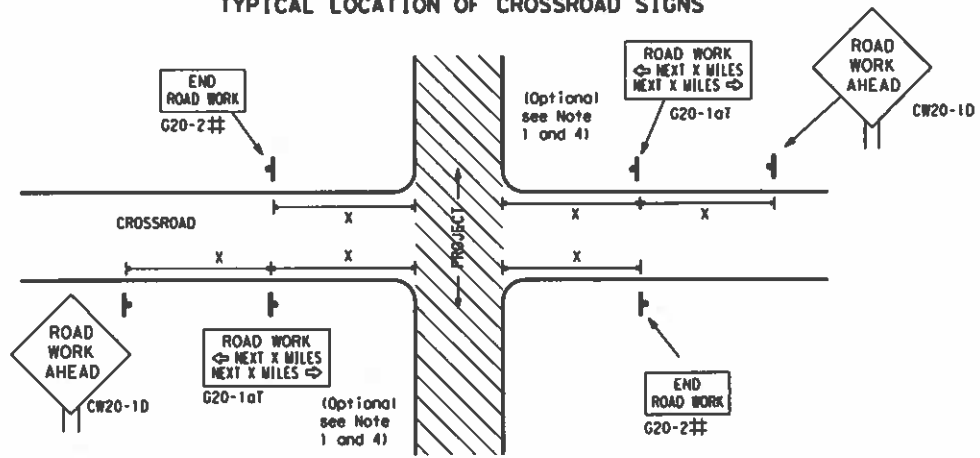 TYPICAL LOCATION OF CROSSROAD SIGNS
END
ROAD WORK
G20-2##
(Optional
see Note
1 and 4)
ROAD WORK
⇦ NEXT X MILES
NEXT X MILES ⇨
G20-1aT
ROAD
WORK
AHEAD
CW20-1D
CROSSROAD
X
X
X
PROJECT
X
X
X
ROAD
WORK
AHEAD
CW20-1D
ROAD WORK
⇦ NEXT X MILES
NEXT X MILES ⇨
G20-1aT
(Optional
see Note
1 and 4)
END
ROAD WORK
G20-2##